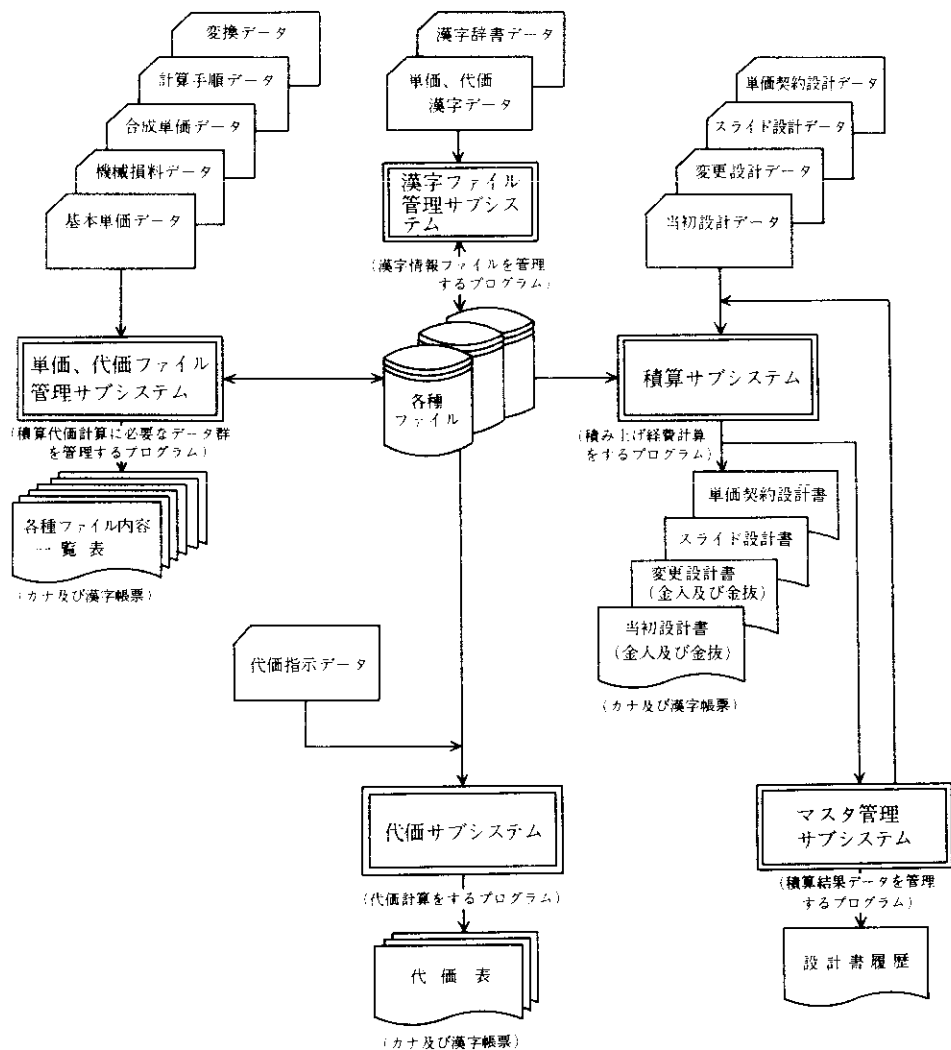 変換データ
計算手順データ
合成単価データ
機械損料データ
基本単価データ
漢字辞書データ
単価、代価
漢字データ
単価契約設計データ
スライド設計データ
変更設計データ
当初設計データ
漢字ファイル
管理サブシス
テム
(漢字情報ファイルを管理
するプログラム)
単価、代価ファイル
管理サブシステム
(積算代価計算に必要なデータ群
を管理するプログラム)
各種
ファイル
積算サブシステム
(積み上げ経費計算
をするプログラム)
各種ファイル内容
一覧表
(カナ及び漢字帳票)
単価契約設計書
スライド設計書
変更設計書
(金入及び金抜)
当初設計書
(金入及び金抜)
(カナ及び漢字帳票)
代価指示データ
代価サブシステム
(代価計算をするプログラム)
代価表
(カナ及び漢字帳票)
マスタ管理
サブシステム
(積算結果データを管理
するプログラム)
設計書履歴